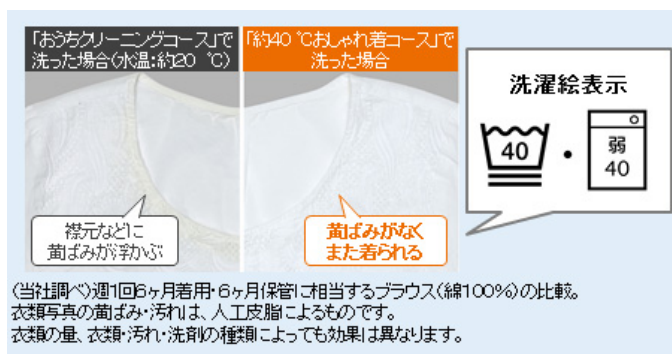 「おうちクリーニングコース」で
洗った場合(水温:約20 ℃)
「約40 ℃おしゃれ着コース」で
洗った場合
洗濯絵表示
40
・
弱
40
襟元などに
黄ばみが浮かぶ
黄ばみがなく
また着られる
(当社調べ)週1回6ヶ月着用・6ヶ月保管に相当するブラウス(綿100%)の比較。
衣類写真の黄ばみ・汚れは、人工皮脂によるものです。
衣類の量、衣類・汚れ・洗剤の種類によっても効果は異なります。